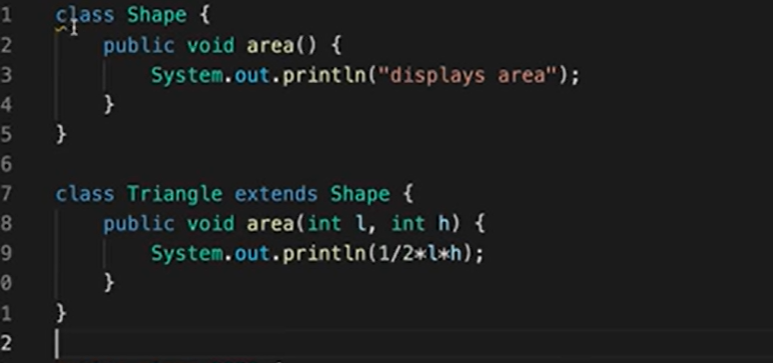 1 class Shape {
2 public void area() {
3 System.out.println("displays area");
4 }
5 }
6
7 class Triangle extends Shape {
8 public void area(int l, int h) {
9 System.out.println(1/2*l*h);
0 }
1 }
2